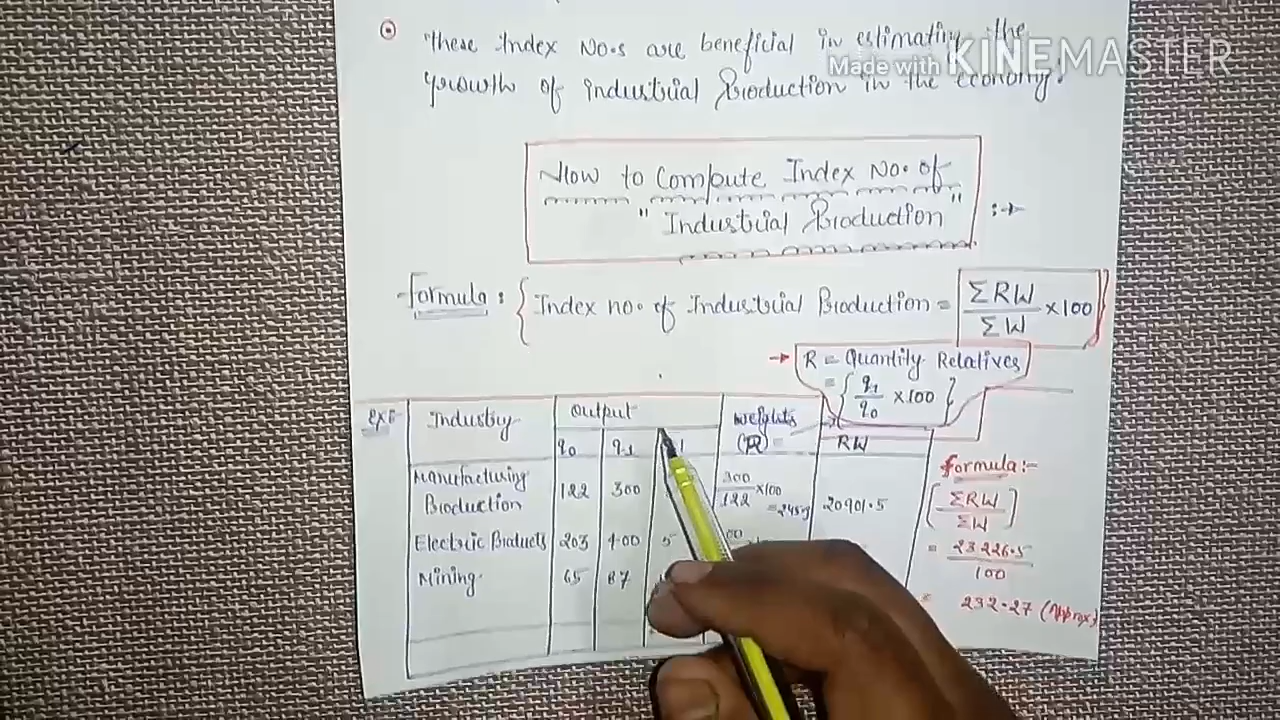 These Index No.s are beneficial in estimating the
growth of industrial Production in the economy.
Made with KINEMASTER
How to Compute Index No. of
"Industrial Production" :→
Formula : { Index no. of Industrial Production = ΣRW / ΣW ×100 }
→ R = Quantity Relatives
= { q1 / q0 ×100 }
Industry Output Weights
q0 q1 (R) = RW
Manufacturing Production 122 300 300/122 ×100 20901.5
Electric Products 203 400 5
Mining 65 87
formula:-
(ΣRW / ΣW)
= 23226.5 / 100
= 232.27 (Approx)